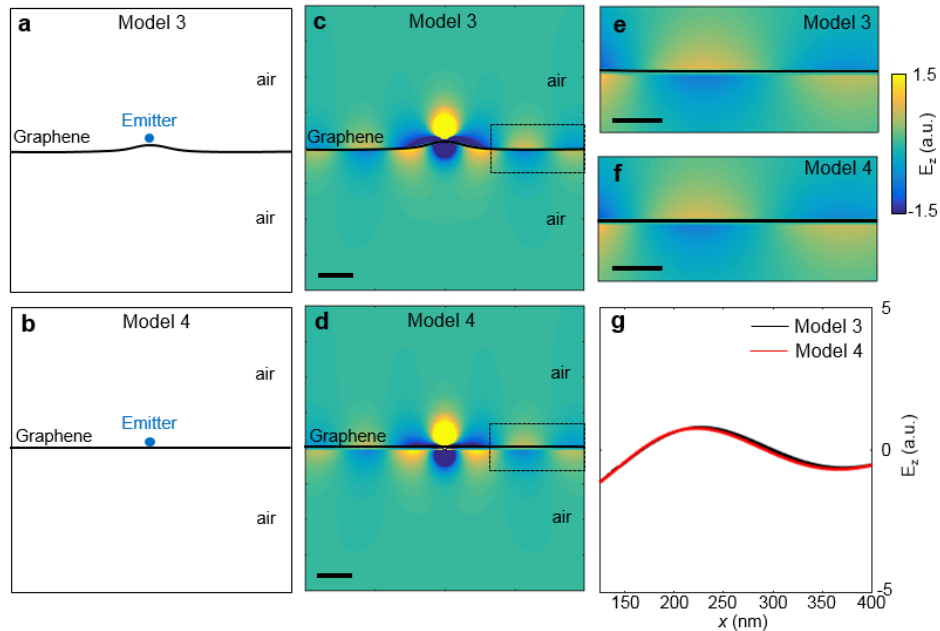 a
Model 3
air
Emitter
Graphene
air
b
Model 4
air
Emitter
Graphene
air
c
Model 3
air
Graphene
air
d
Model 4
air
Graphene
air
e
Model 3
f
Model 4
1.5
E_z (a.u.)
-1.5
g
Model 3
Model 4
5
0
-5
E_z (a.u.)
150 200 250 300 350 400
x (nm)